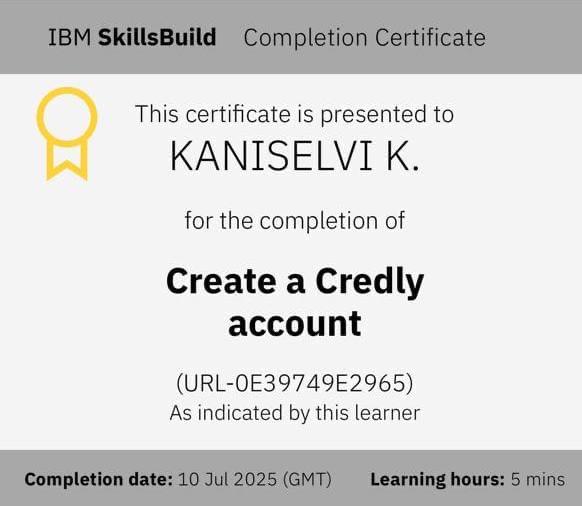 IBM SkillsBuild Completion Certificate
This certificate is presented to
KANISELVI K.
for the completion of
Create a Credly
account
(URL-0E39749E2965)
As indicated by this learner
Completion date: 10 Jul 2025 (GMT) Learning hours: 5 mins